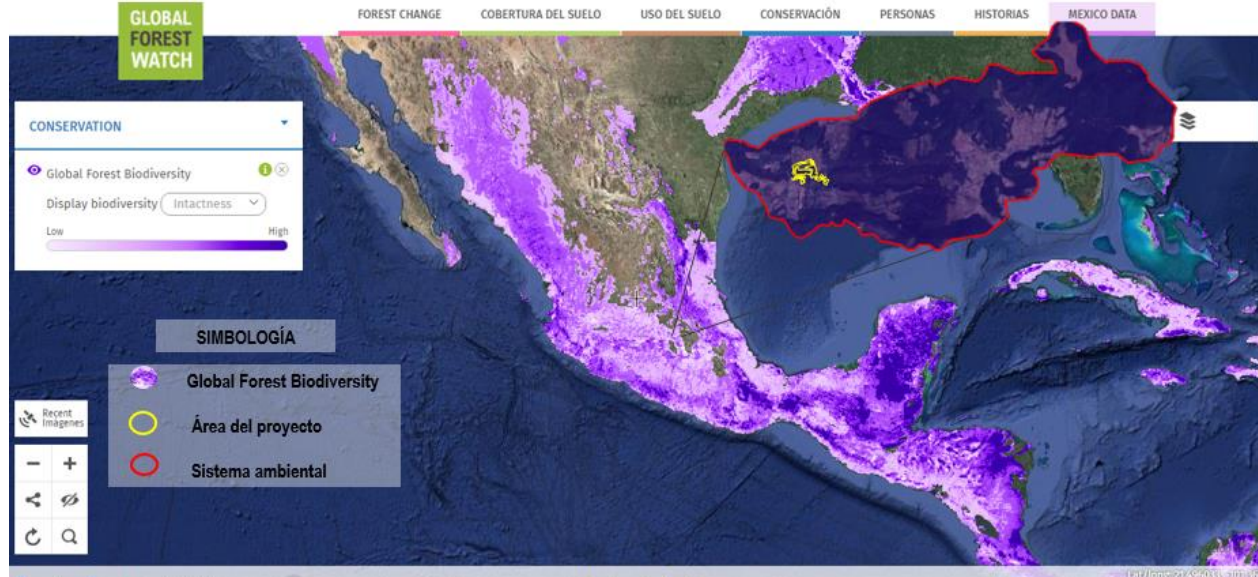 GLOBAL
FOREST
WATCH
FOREST CHANGE
COBERTURA DEL SUELO
USO DEL SUELO
CONSERVACIÓN
PERSONAS
HISTORIAS
MEXICO DATA
CONSERVATION
Global Forest Biodiversity
Display biodiversity Intactness
Low High
SIMBOLOGÍA
Global Forest Biodiversity
Área del proyecto
Sistema ambiental
Recent
Imágenes